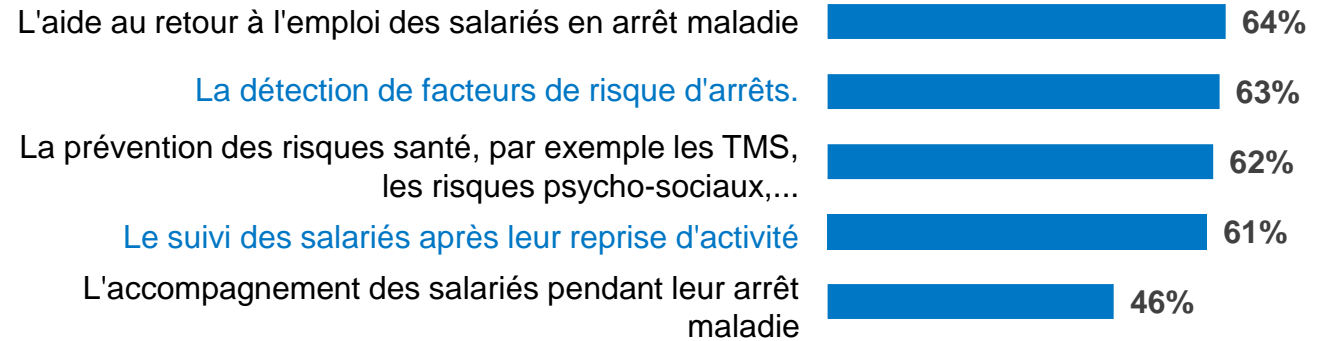 L'aide au retour à l'emploi des salariés en arrêt maladie 64%
La détection de facteurs de risque d'arrêts. 63%
La prévention des risques santé, par exemple les TMS,
les risques psycho-sociaux,... 62%
Le suivi des salariés après leur reprise d'activité 61%
L'accompagnement des salariés pendant leur arrêt
maladie 46%